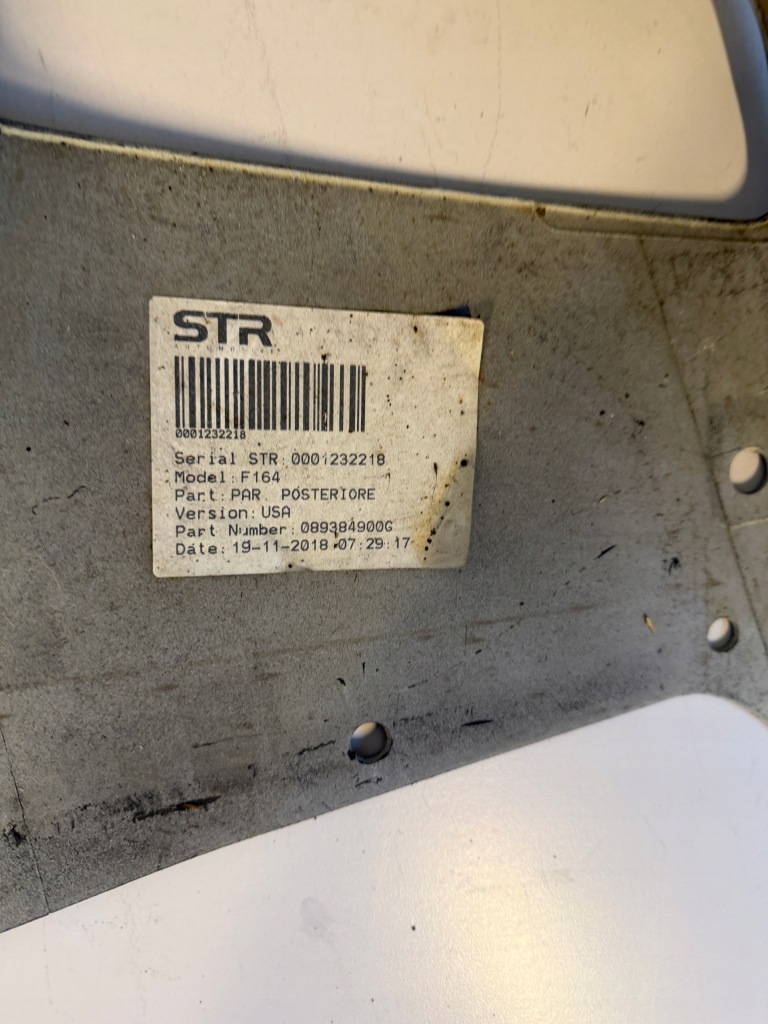 STR
AUTOMOTIVE
0001232218
Serial STR: 0001232218
Model: F164
Part: PAR. POSTERIORE
Version: USA
Part Number: 089384900G
Date: 19-11-2018 07:29:17